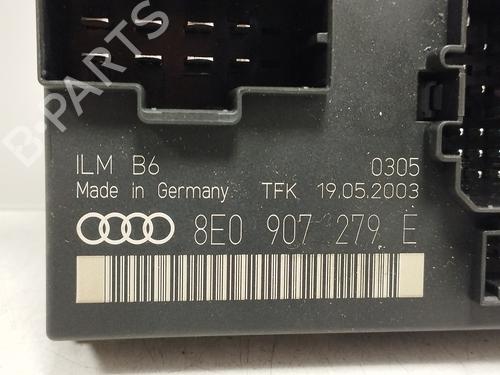 B-PARTS
ILM B6 0305
Made in Germany TFK 19.05.2003
8E0 907 279 E